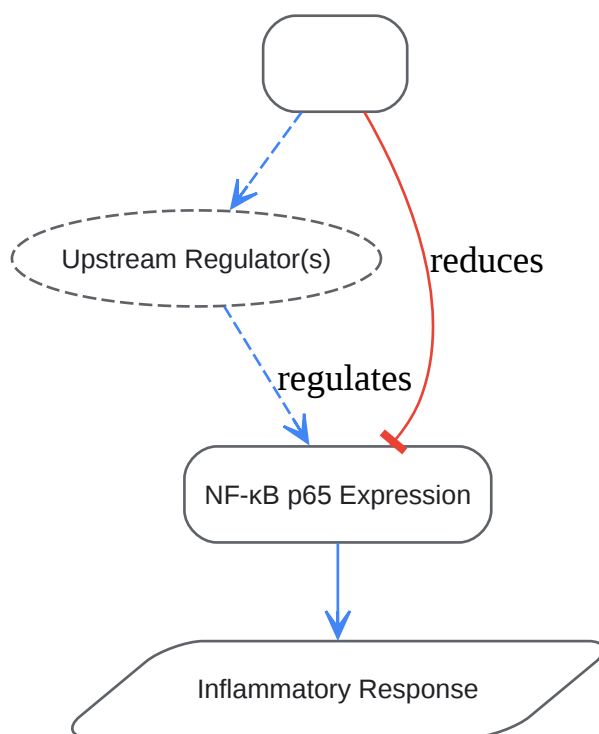 Upstream Regulator(s)
reduces
regulates
NF-κB p65 Expression
Inflammatory Response